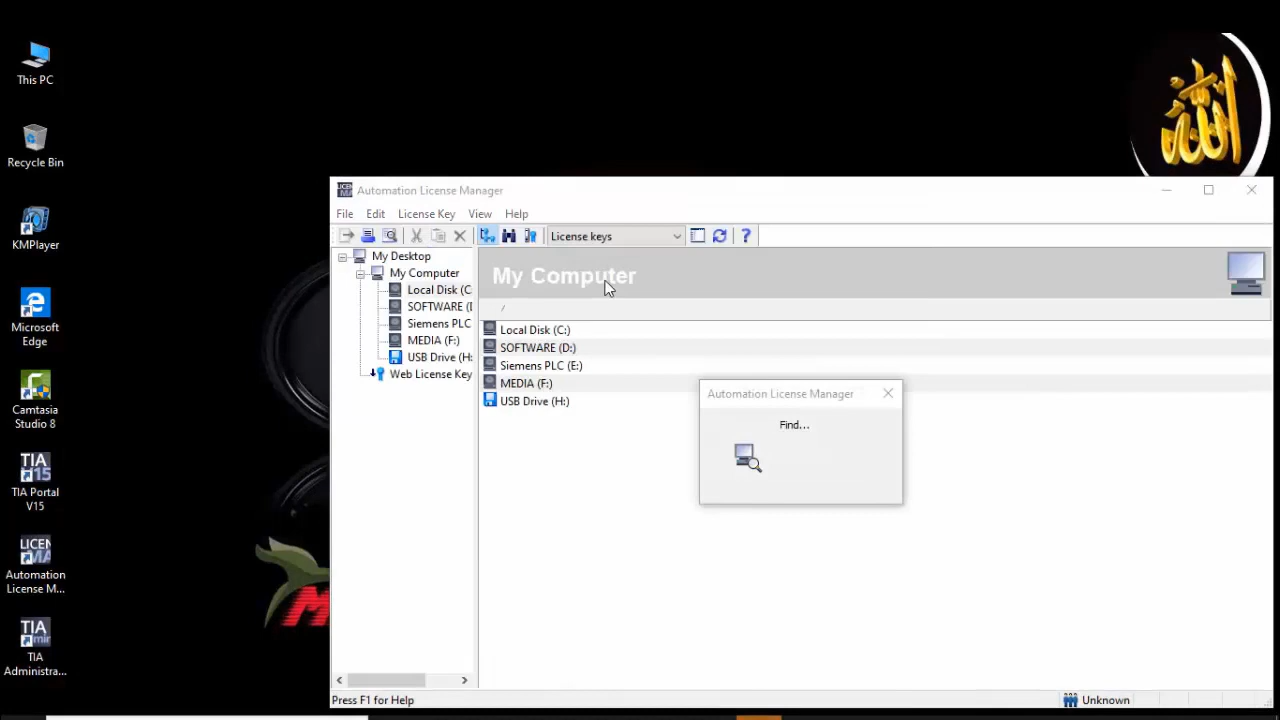 This PC
Recycle Bin
KMPlayer
Microsoft
Edge
Camtasia
Studio 8
TIA
V15
TIA Portal
V15
LICEN
MA
Automation
License M...
TIA
TIA
Administra...
الله
Automation License Manager
File Edit License Key View Help
License keys
My Desktop
My Computer
Local Disk (C
SOFTWARE (
Siemens PLC
MEDIA (F:)
USB Drive (H:
Web License Key
My Computer
/
Local Disk (C:)
SOFTWARE (D:)
Siemens PLC (E:)
MEDIA (F:)
USB Drive (H:)
Automation License Manager
Find...
Press F1 for Help
Unknown